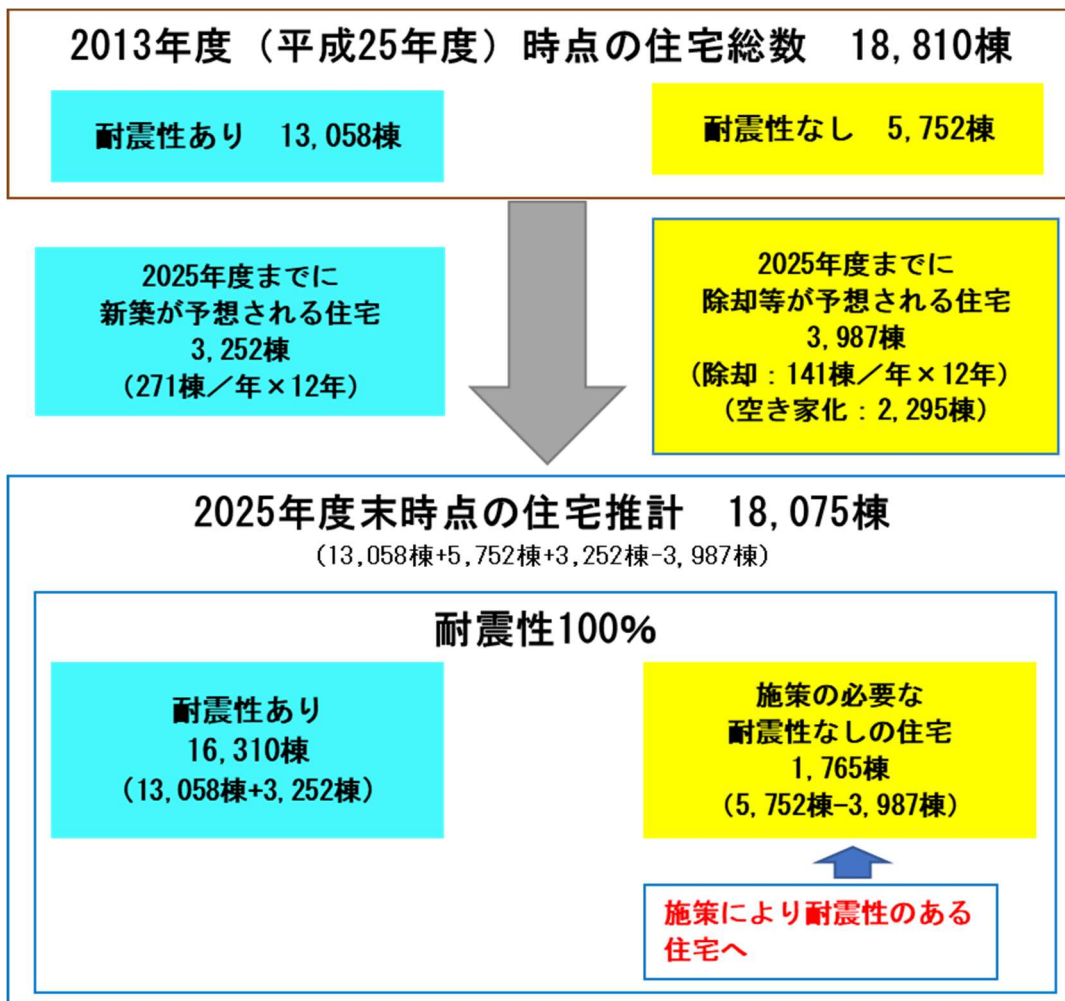 2013年度（平成25年度）時点の住宅総数　18,810棟
耐震性あり　13,058棟
耐震性なし　5,752棟
2025年度までに
新築が予想される住宅
3,252棟
（271棟／年×12年）
2025年度までに
除却等が予想される住宅
3,987棟
（除却：141棟／年×12年）
（空き家化：2,295棟）
2025年度末時点の住宅推計　18,075棟
（13,058棟+5,752棟+3,252棟-3,987棟）
耐震性100%
耐震性あり
16,310棟
（13,058棟+3,252棟）
施策の必要な
耐震性なしの住宅
1,765棟
（5,752棟-3,987棟）
施策により耐震性のある
住宅へ